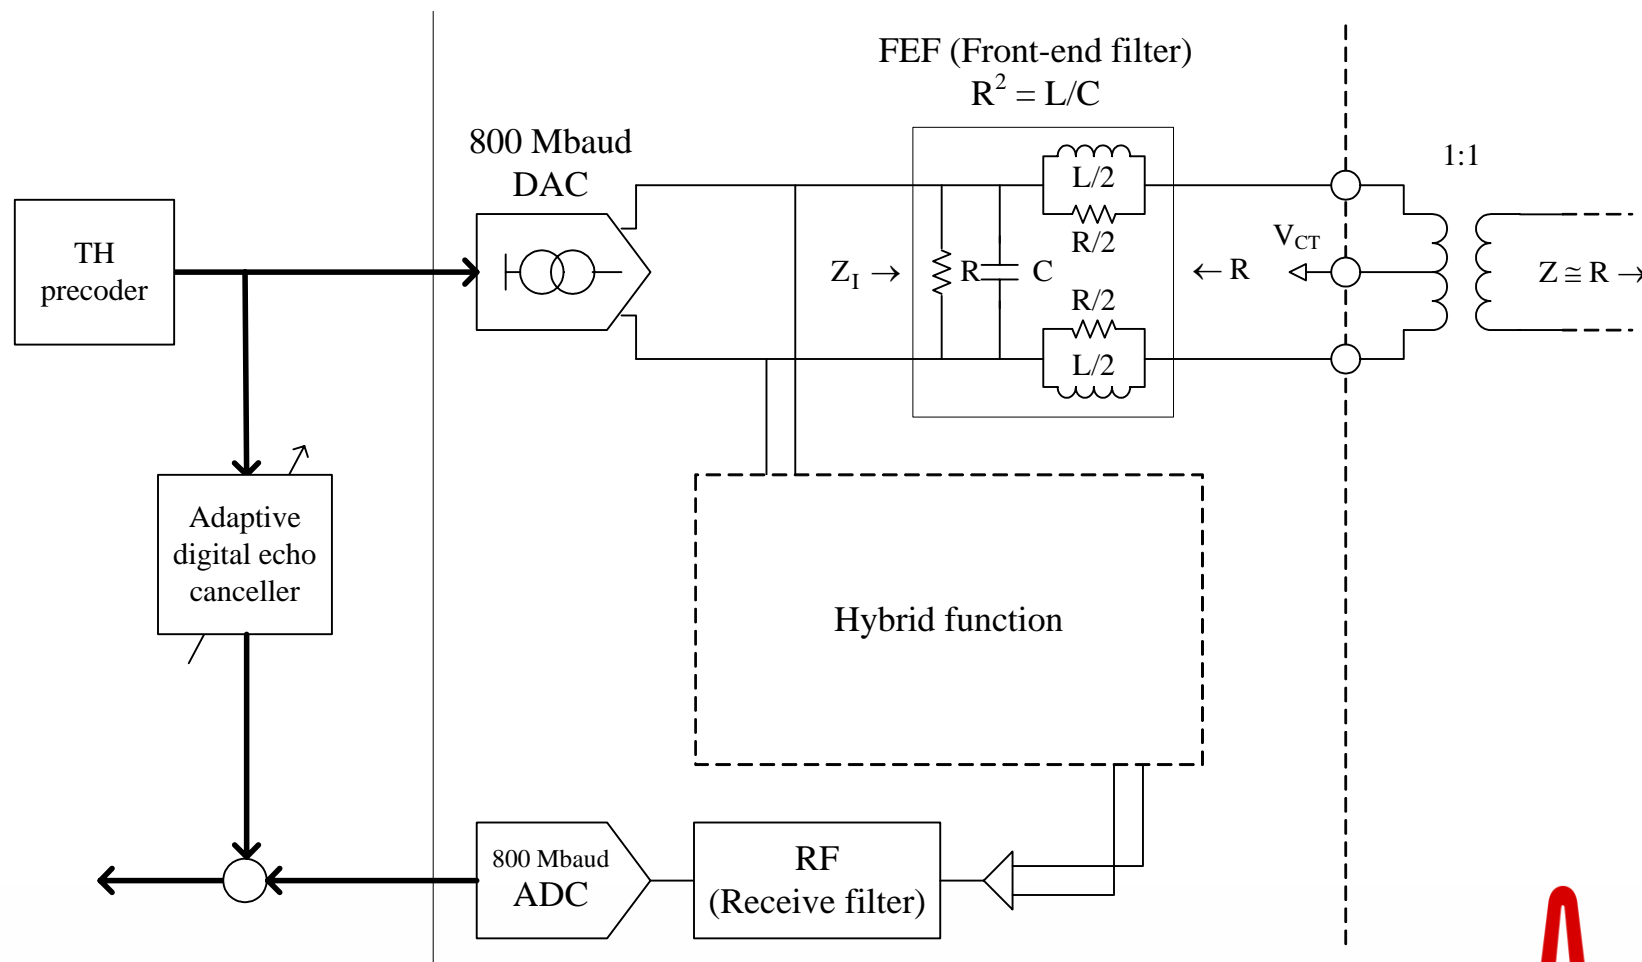 FEF (Front-end filter)
R² = L/C
800 Mbaud
DAC
1:1
L/2
R/2
TH
precoder
Z_I →
R
C
← R
V_CT
Z ≅ R →
R/2
L/2
Adaptive
digital echo
canceller
Hybrid function
800 Mbaud
ADC
RF
(Receive filter)